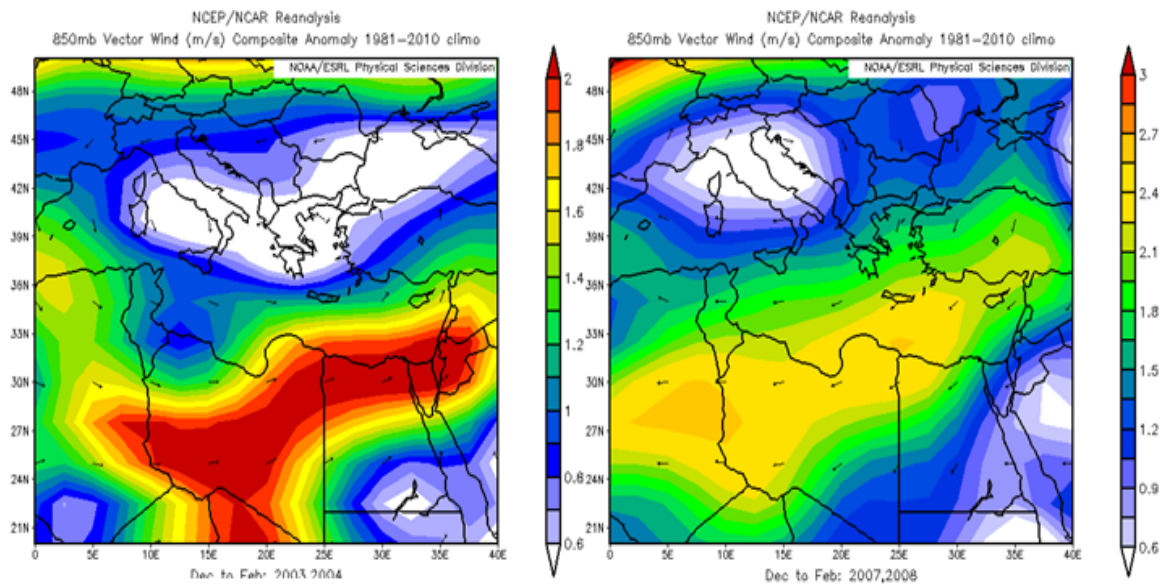 NCEP/NCAR Reanalysis
850mb Vector Wind (m/s) Composite Anomaly 1981-2010 climo
NOAA/ESRL Physical Sciences Division
48N
45N
42N
39N
36N
33N
30N
27N
24N
21N
0 5E 10E 15E 20E 25E 30E 35E 40E
2
1.8
1.6
1.4
1.2
1
0.8
0.6
Dec to Feb: 2003,2004
NCEP/NCAR Reanalysis
850mb Vector Wind (m/s) Composite Anomaly 1981-2010 climo
NOAA/ESRL Physical Sciences Division
48N
45N
42N
39N
36N
33N
30N
27N
24N
21N
0 5E 10E 15E 20E 25E 30E 35E 40E
3
2.7
2.4
2.1
1.8
1.5
1.2
0.9
0.6
Dec to Feb: 2007,2008